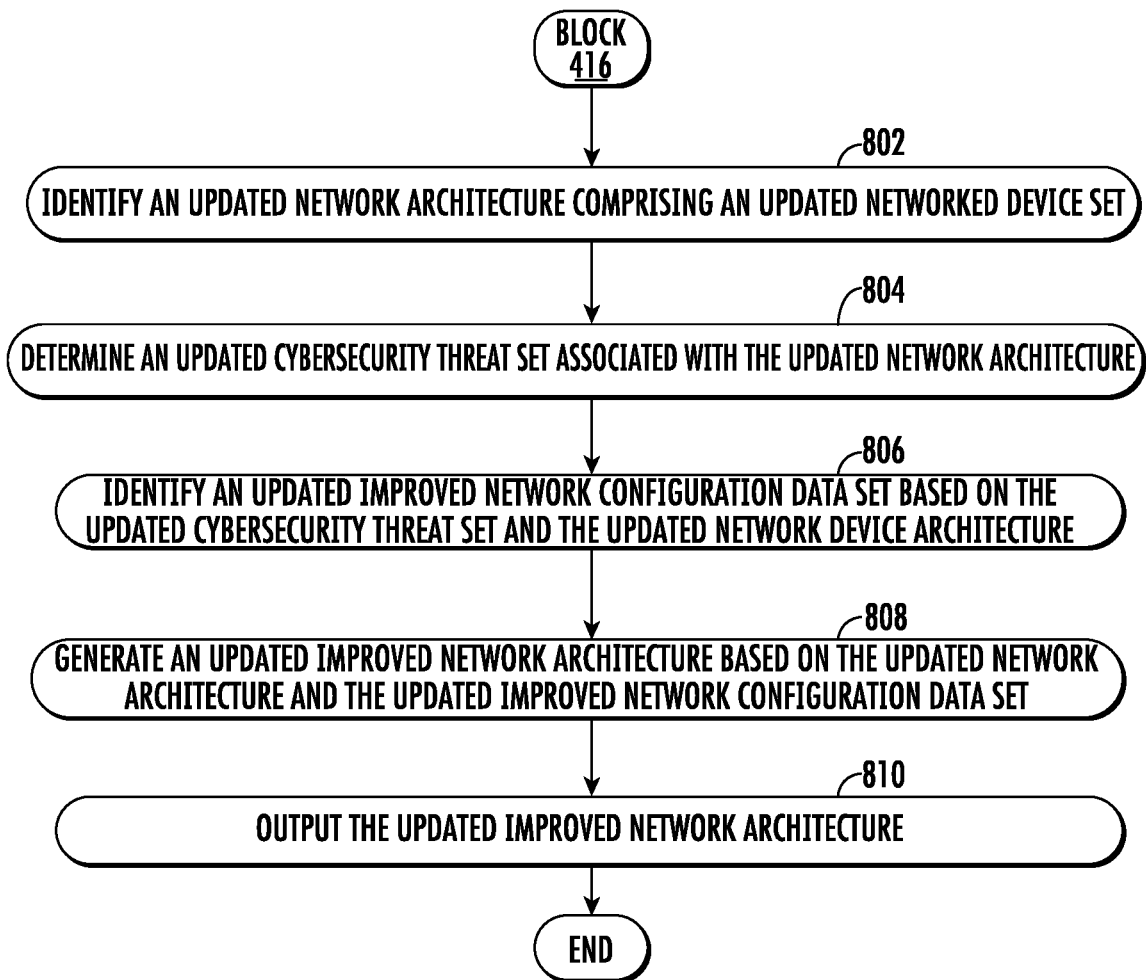 BLOCK
416
802
IDENTIFY AN UPDATED NETWORK ARCHITECTURE COMPRISING AN UPDATED NETWORKED DEVICE SET
804
DETERMINE AN UPDATED CYBERSECURITY THREAT SET ASSOCIATED WITH THE UPDATED NETWORK ARCHITECTURE
806
IDENTIFY AN UPDATED IMPROVED NETWORK CONFIGURATION DATA SET BASED ON THE
UPDATED CYBERSECURITY THREAT SET AND THE UPDATED NETWORK DEVICE ARCHITECTURE
808
GENERATE AN UPDATED IMPROVED NETWORK ARCHITECTURE BASED ON THE UPDATED NETWORK
ARCHITECTURE AND THE UPDATED IMPROVED NETWORK CONFIGURATION DATA SET
810
OUTPUT THE UPDATED IMPROVED NETWORK ARCHITECTURE
END